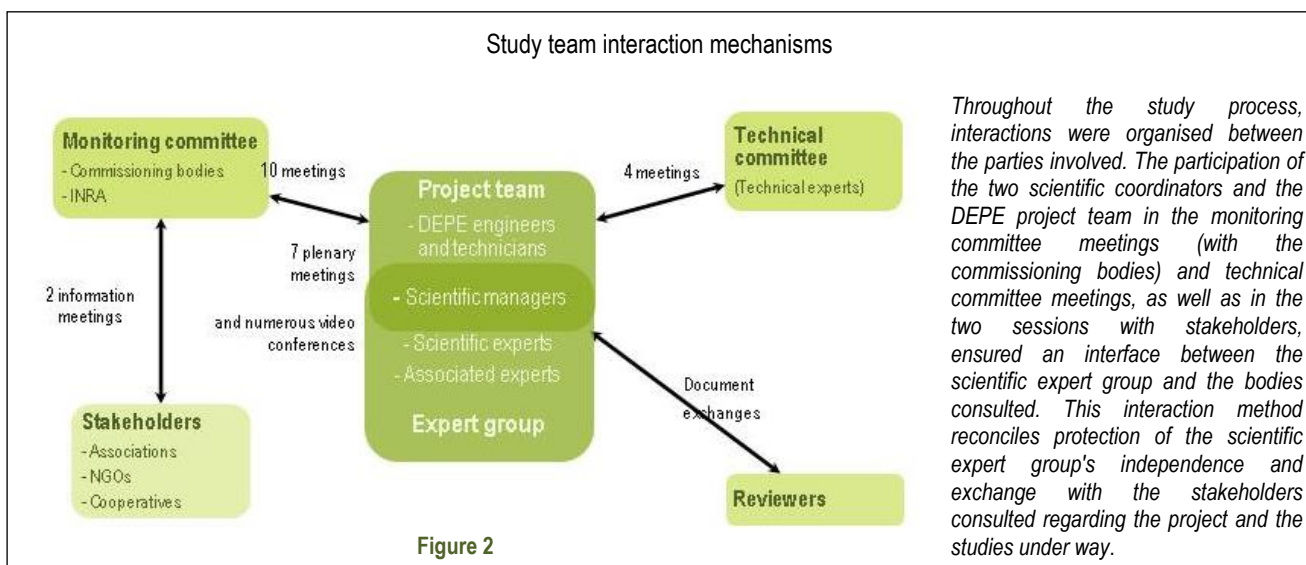 Study team interaction mechanisms
Monitoring committee
- Commissioning bodies
- INRA
10 meetings
Project team
- DEPE engineers
and technicians
- Scientific managers
- Scientific experts
- Associated experts
Expert group
4 meetings
Technical
committee
(Technical experts)
7 plenary
meetings
and numerous video
conferences
2 information
meetings
Stakeholders
- Associations
- NGOs
- Cooperatives
Document
exchanges
Reviewers
Figure 2
Throughout the study process,
interactions were organised between
the parties involved. The participation of
the two scientific coordinators and the
DEPE project team in the monitoring
committee meetings (with the
commissioning bodies) and technical
committee meetings, as well as in the
two sessions with stakeholders,
ensured an interface between the
scientific expert group and the bodies
consulted. This interaction method
reconciles protection of the scientific
expert group's independence and
exchange with the stakeholders
consulted regarding the project and the
studies under way.